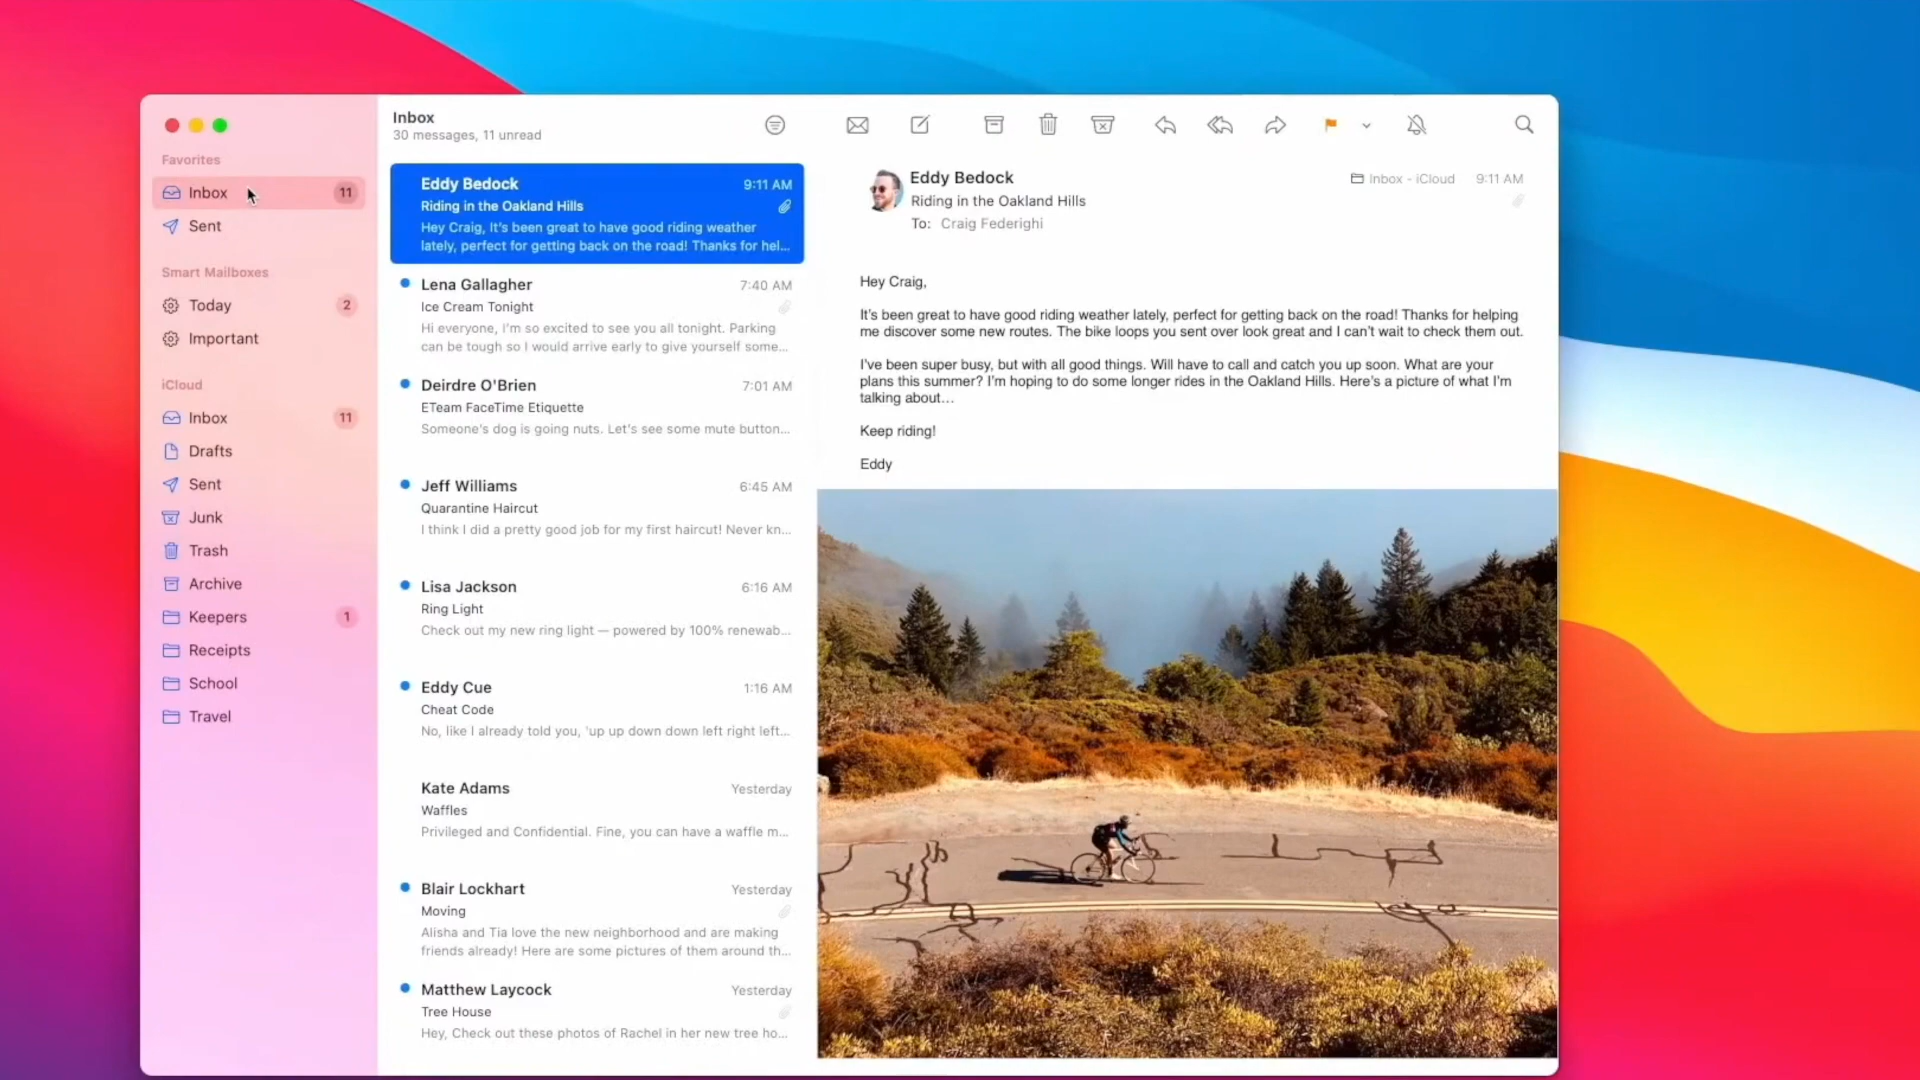 Favorites
Inbox 11
Sent
Smart Mailboxes
Today 2
Important
iCloud
Inbox 11
Drafts
Sent
Junk
Trash
Archive
Keepers 1
Receipts
School
Travel
Inbox
30 messages, 11 unread
Eddy Bedock 9:11 AM
Riding in the Oakland Hills
Hey Craig, It's been great to have good riding weather
lately, perfect for getting back on the road! Thanks for hel...
Lena Gallagher 7:40 AM
Ice Cream Tonight
Hi everyone, I'm so excited to see you all tonight. Parking
can be tough so I would arrive early to give yourself some...
Deirdre O'Brien 7:01 AM
ETeam FaceTime Etiquette
Someone's dog is going nuts. Let's see some mute button...
Jeff Williams 6:45 AM
Quarantine Haircut
I think I did a pretty good job for my first haircut! Never kn...
Lisa Jackson 6:16 AM
Ring Light
Check out my new ring light — powered by 100% renewab...
Eddy Cue 1:16 AM
Cheat Code
No, like I already told you, 'up up down down left right left...
Kate Adams Yesterday
Waffles
Privileged and Confidential. Fine, you can have a waffle m...
Blair Lockhart Yesterday
Moving
Alisha and Tia love the new neighborhood and are making
friends already! Here are some pictures of them around th...
Matthew Laycock Yesterday
Tree House
Hey, Check out these photos of Rachel in her new tree ho...
Eddy Bedock Inbox - iCloud 9:11 AM
Riding in the Oakland Hills
To: Craig Federighi
Hey Craig,
It's been great to have good riding weather lately, perfect for getting back on the road! Thanks for helping
me discover some new routes. The bike loops you sent over look great and I can't wait to check them out.
I've been super busy, but with all good things. Will have to call and catch you up soon. What are your
plans this summer? I'm hoping to do some longer rides in the Oakland Hills. Here's a picture of what I'm
talking about…
Keep riding!
Eddy